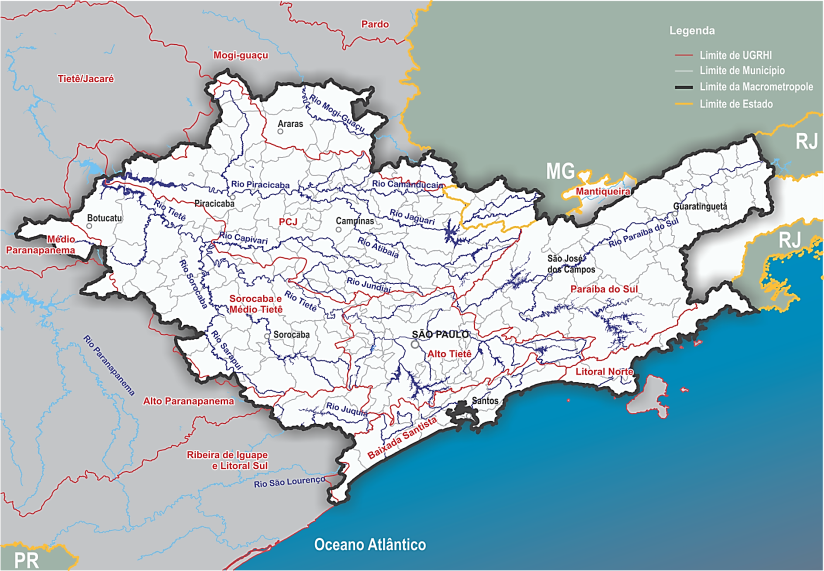 Pardo
Legenda
Mogi-guaçu
Limite de UGRHI
Limite de Município
Limite da Macrometropole
Limite de Estado
Tietê/Jacaré
Rio Mogi-Guaçu
Araras
RJ
MG
Mantiqueira
Rio Piracicaba
Rio Camanducaia
Piracicaba
Rio Tietê
Guaratinguetá
Botucatu
PCJ
Campinas
Rio Jaguari
Rio Paraíba do Sul
RJ
Médio
Paranapanema
Rio Capivari
Rio Atibaia
São José
dos Campos
Rio Sorocaba
Rio Jundiaí
Paraíba do Sul
Sorocaba e
Médio Tietê
Rio Tietê
Sorocaba
Rio Sarapuí
SÃO PAULO
Alto Tietê
Rio Paranapanema
Litoral Norte
Alto Paranapanema
Rio Juquiá
Santos
Baixada Santista
Ribeira de Iguape
e Litoral Sul
Rio São Lourenço
Oceano Atlântico
PR